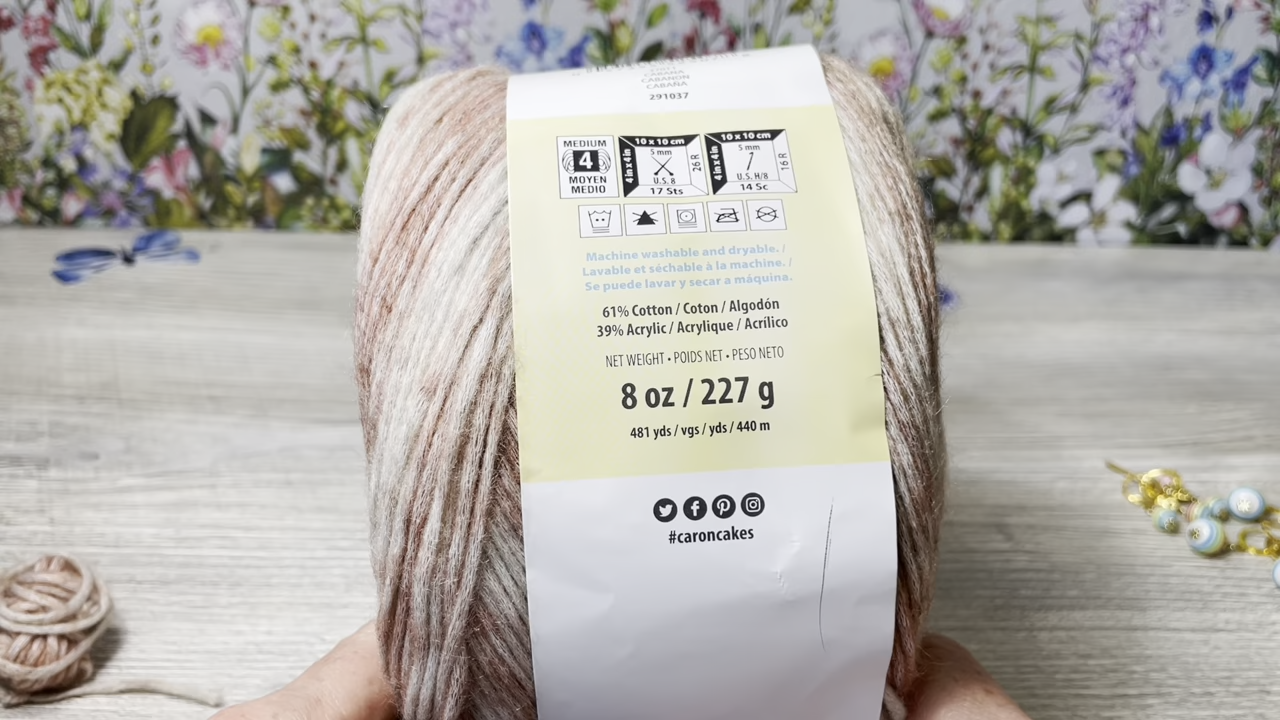 CABANA
CABANON
CABAÑA
291037
MEDIUM
4
MOYEN
MEDIO
10 x 10 cm
4 in x 4 in
5 mm
26 R
U.S. 8
17 Sts
10 x 10 cm
4 in x 4 in
5 mm
16 R
U.S. H/8
14 Sc
Machine washable and dryable. /
Lavable et séchable à la machine. /
Se puede lavar y secar a máquina.
61% Cotton / Coton / Algodón
39% Acrylic / Acrylique / Acrílico
NET WEIGHT • POIDS NET • PESO NETO
8 oz / 227 g
481 yds / vgs / yds / 440 m
#caroncakes